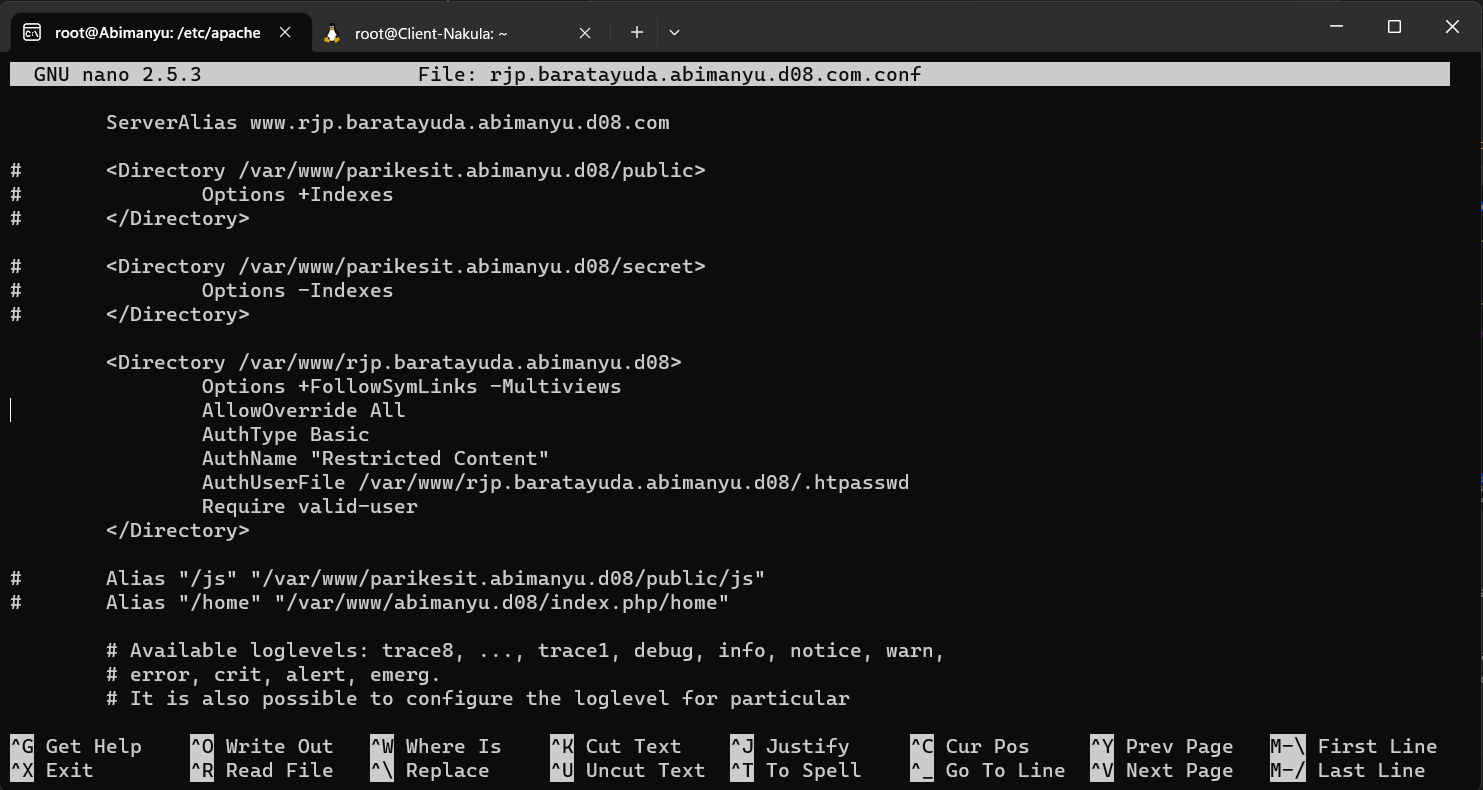 root@Abimanyu: /etc/apache
root@Client-Nakula: ~
GNU nano 2.5.3 File: rjp.baratayuda.abimanyu.d08.com.conf
ServerAlias www.rjp.baratayuda.abimanyu.d08.com
# <Directory /var/www/parikesit.abimanyu.d08/public>
# Options +Indexes
# </Directory>
# <Directory /var/www/parikesit.abimanyu.d08/secret>
# Options -Indexes
# </Directory>
<Directory /var/www/rjp.baratayuda.abimanyu.d08>
Options +FollowSymLinks -Multiviews
AllowOverride All
AuthType Basic
AuthName "Restricted Content"
AuthUserFile /var/www/rjp.baratayuda.abimanyu.d08/.htpasswd
Require valid-user
</Directory>
# Alias "/js" "/var/www/parikesit.abimanyu.d08/public/js"
# Alias "/home" "/var/www/abimanyu.d08/index.php/home"
# Available loglevels: trace8, ..., trace1, debug, info, notice, warn,
# error, crit, alert, emerg.
# It is also possible to configure the loglevel for particular
^G Get Help ^O Write Out ^W Where Is ^K Cut Text ^J Justify ^C Cur Pos ^Y Prev Page M-\ First Line
^X Exit ^R Read File ^\ Replace ^U Uncut Text ^T To Spell ^_ Go To Line ^V Next Page M-/ Last Line